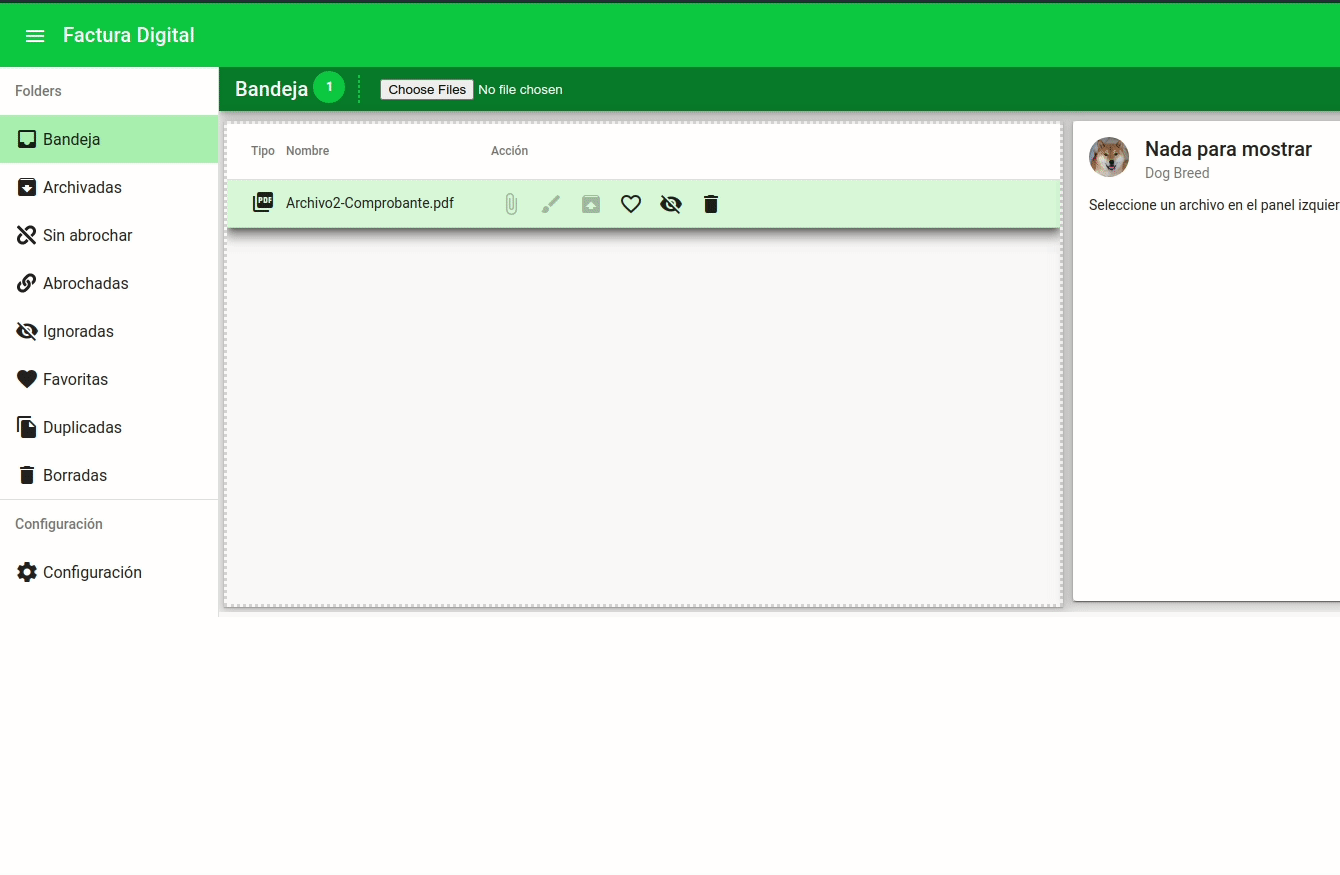 Factura Digital
Folders
Bandeja
Archivadas
Sin abrochar
Abrochadas
Ignoradas
Favoritas
Duplicadas
Borradas
Configuración
Configuración
Bandeja 1 Choose Files No file chosen
Tipo Nombre Acción
PDF Archivo2-Comprobante.pdf
Nada para mostrar
Dog Breed
Seleccione un archivo en el panel izquier